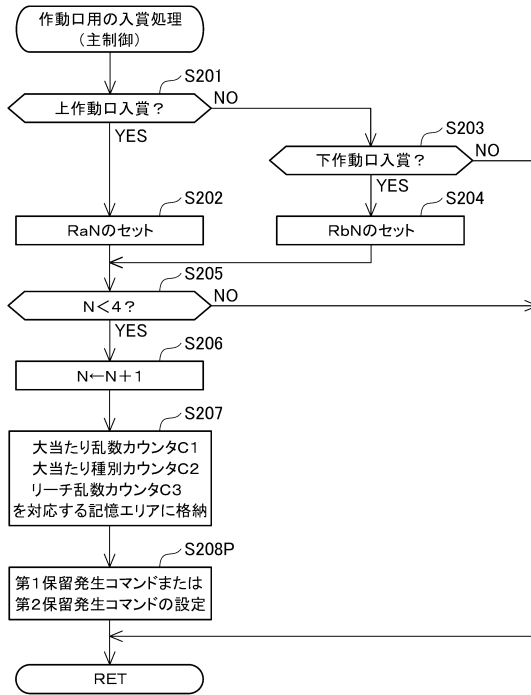 作動口用の入賞処理
（主制御）
S201
上作動口入賞？
NO
YES
S203
下作動口入賞？
NO
YES
S202
RaNのセット
S204
RbNのセット
S205
N＜4？
NO
YES
S206
N←N＋1
S207
大当たり乱数カウンタC1
大当たり種別カウンタC2
リーチ乱数カウンタC3
を対応する記憶エリアに格納
S208P
第1保留発生コマンドまたは
第2保留発生コマンドの設定
RET